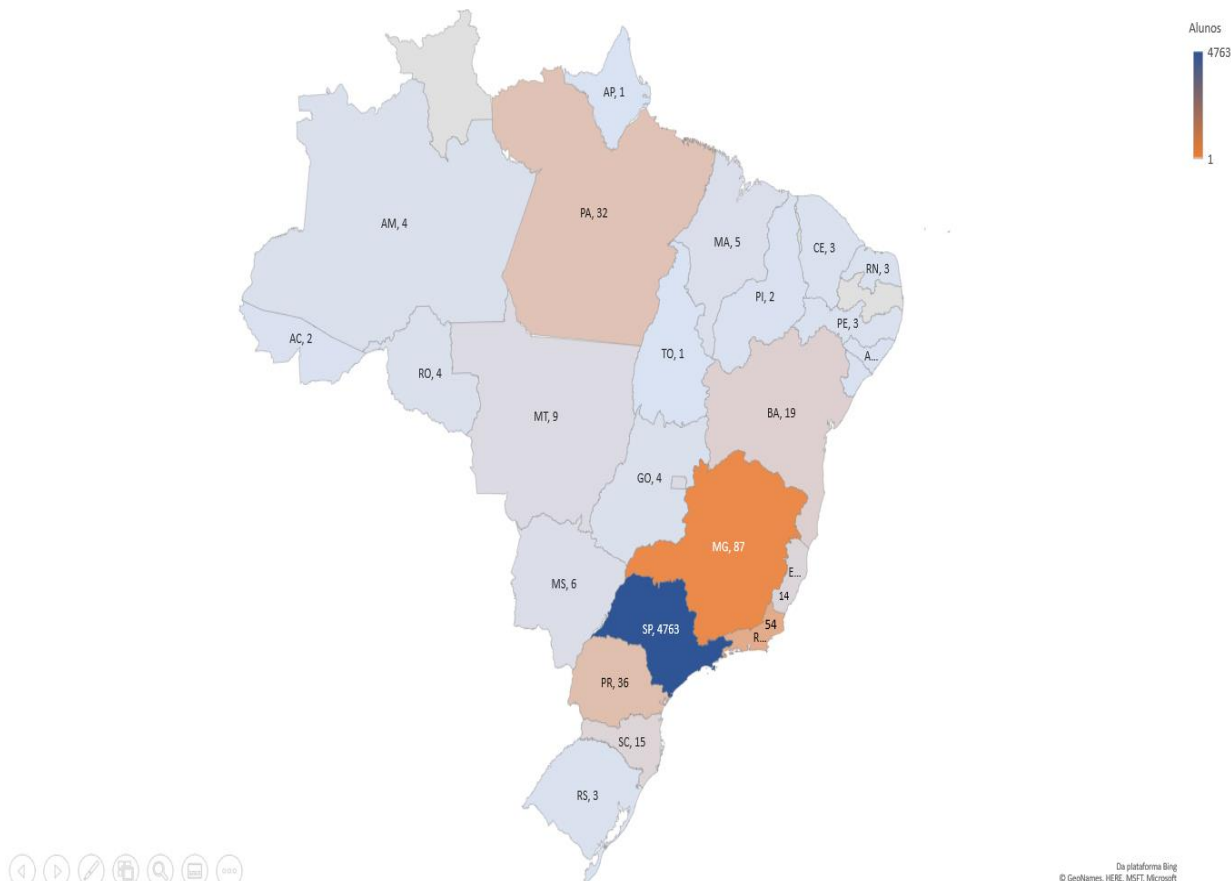 Alunos
4763
1
AP, 1
PA, 32
AM, 4
MA, 5
CE, 3
RN, 3
PI, 2
PE, 3
A...
AC, 2
RO, 4
TO, 1
MT, 9
BA, 19
GO, 4
MG, 87
MS, 6
E...
14
SP, 4763
54
R...
PR, 36
SC, 15
RS, 3
Da plataforma Bing
© GeoNames, HERE, MSFT, Microsoft